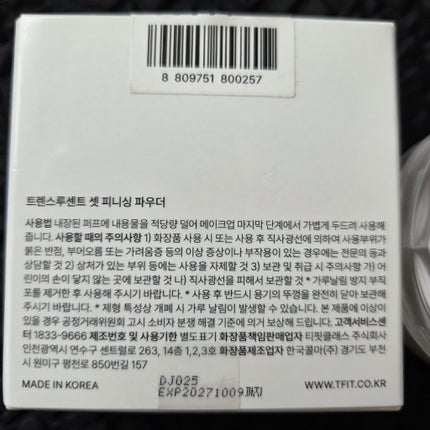 8 809751 800257
트렌스루센트 셋 피니싱 파우더
사용법 내장된 퍼프에 내용물을 적당량 덜어 메이크업 마지막 단계에서 가볍게 두드려 사용해
줍니다. 사용할 때의 주의사항 1) 화장품 사용 시 또는 사용 후 직사광선에 의하여 사용부위가
붉은 반점, 부어오름 또는 가려움증 등의 이상 증상이나 부작용이 있는 경우에는 전문의 등과
상담할 것 2) 상처가 있는 부위 등에는 사용을 자제할 것 3) 보관 및 취급 시 주의사항 가) 어
린이의 손이 닿지 않는 곳에 보관할 것 나) 직사광선을 피해서 보관할 것 * 가루날림 방지 부직
포를 제거한 후 사용해 주시기 바랍니다. * 사용 후 반드시 용기의 뚜껑을 완전히 닫아 보관해
주시기 바랍니다. * 제형 특성상 개폐 시 가루 날림이 발생할 수 있습니다. 본 제품에 이상이
있을 경우 공정거래위원회 고시 소비자 분쟁 해결 기준에 의거 보상해 드립니다. 고객서비스센
터 1833-9666 제조번호 및 사용기한 별도표기 화장품책임판매업자 티핏클래스 주식회사
인천광역시 연수구 센트럴로 263, 14층 1,2,3호 화장품제조업자 한국콜마(주) 경기도 부천
시 원미구 평천로 850번길 157
MADE IN KOREA
DJ025
EXP20271009까지
WWW.TFIT.CO.KR